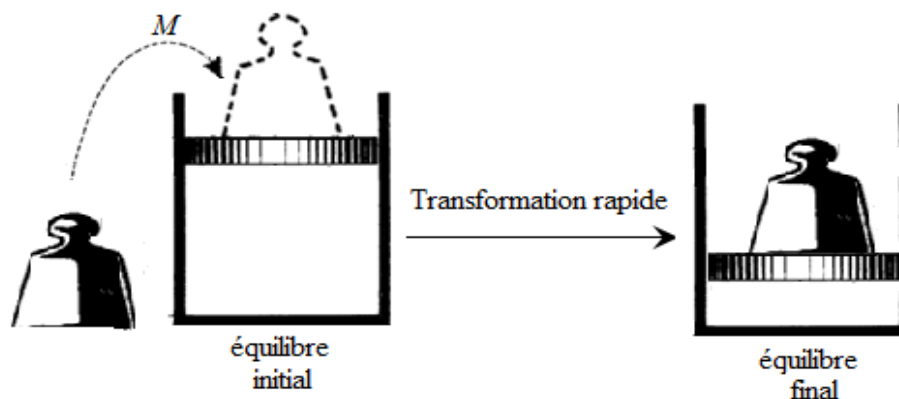 M
Transformation rapide
équilibre
initial
équilibre
final